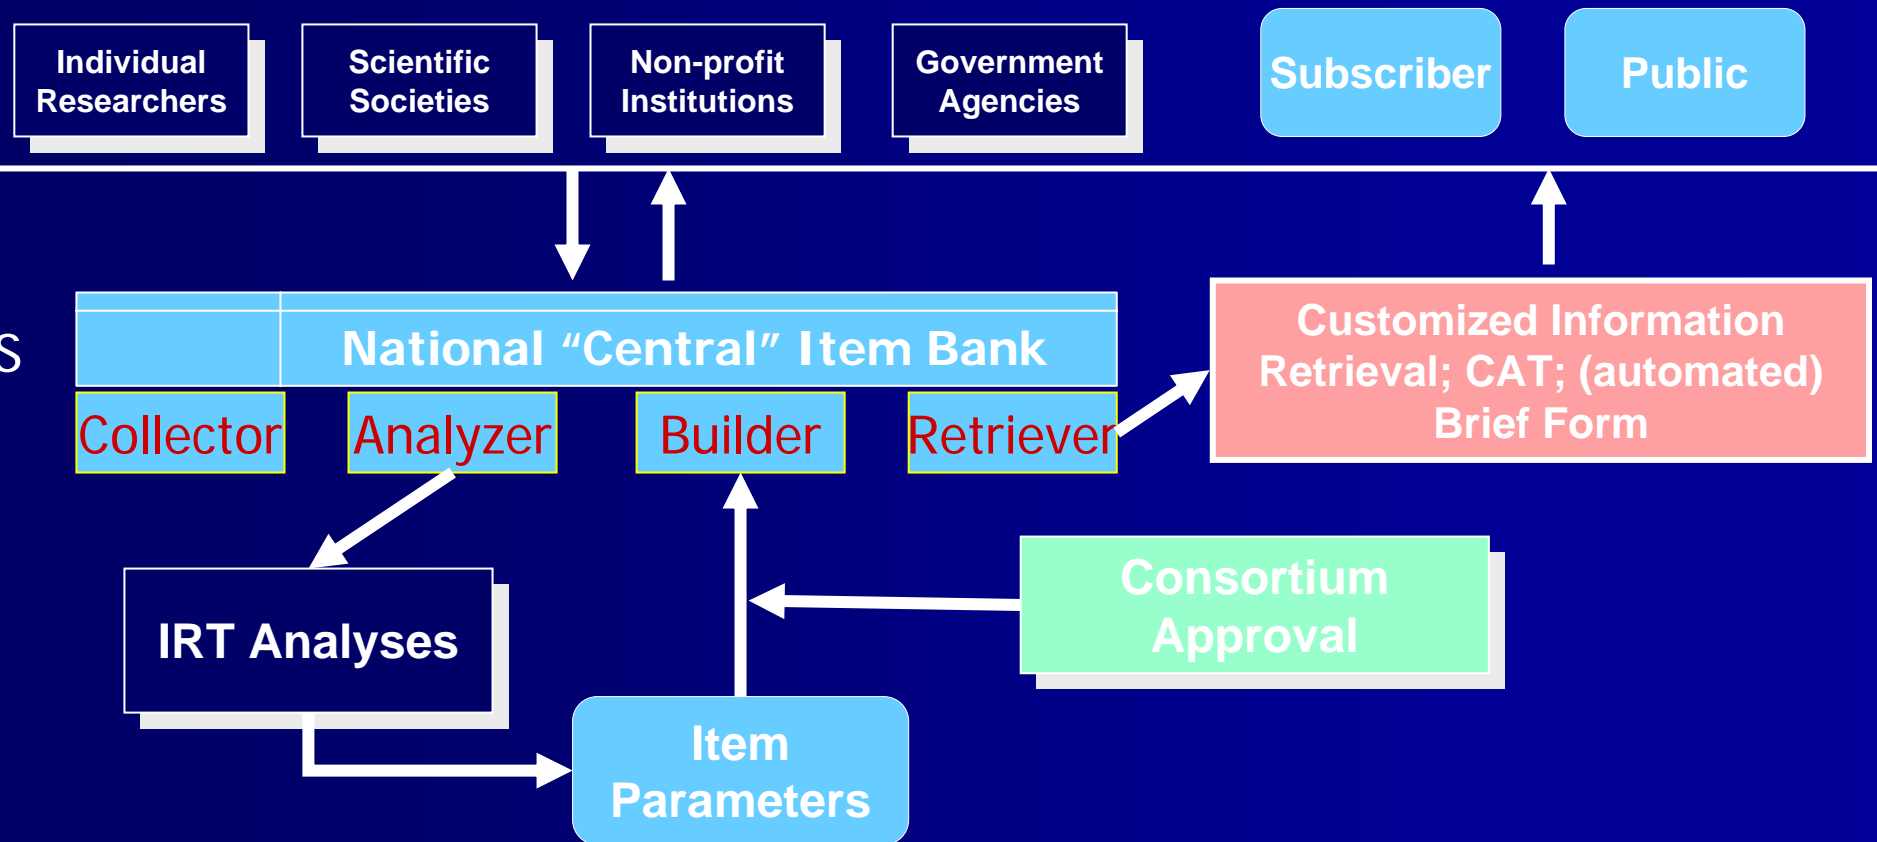 Individual
Researchers
Scientific
Societies
Non-profit
Institutions
Government
Agencies
Subscriber
Public
s
National “Central” Item Bank
Collector
Analyzer
Builder
Retriever
Customized Information
Retrieval; CAT; (automated)
Brief Form
IRT Analyses
Consortium
Approval
Item
Parameters